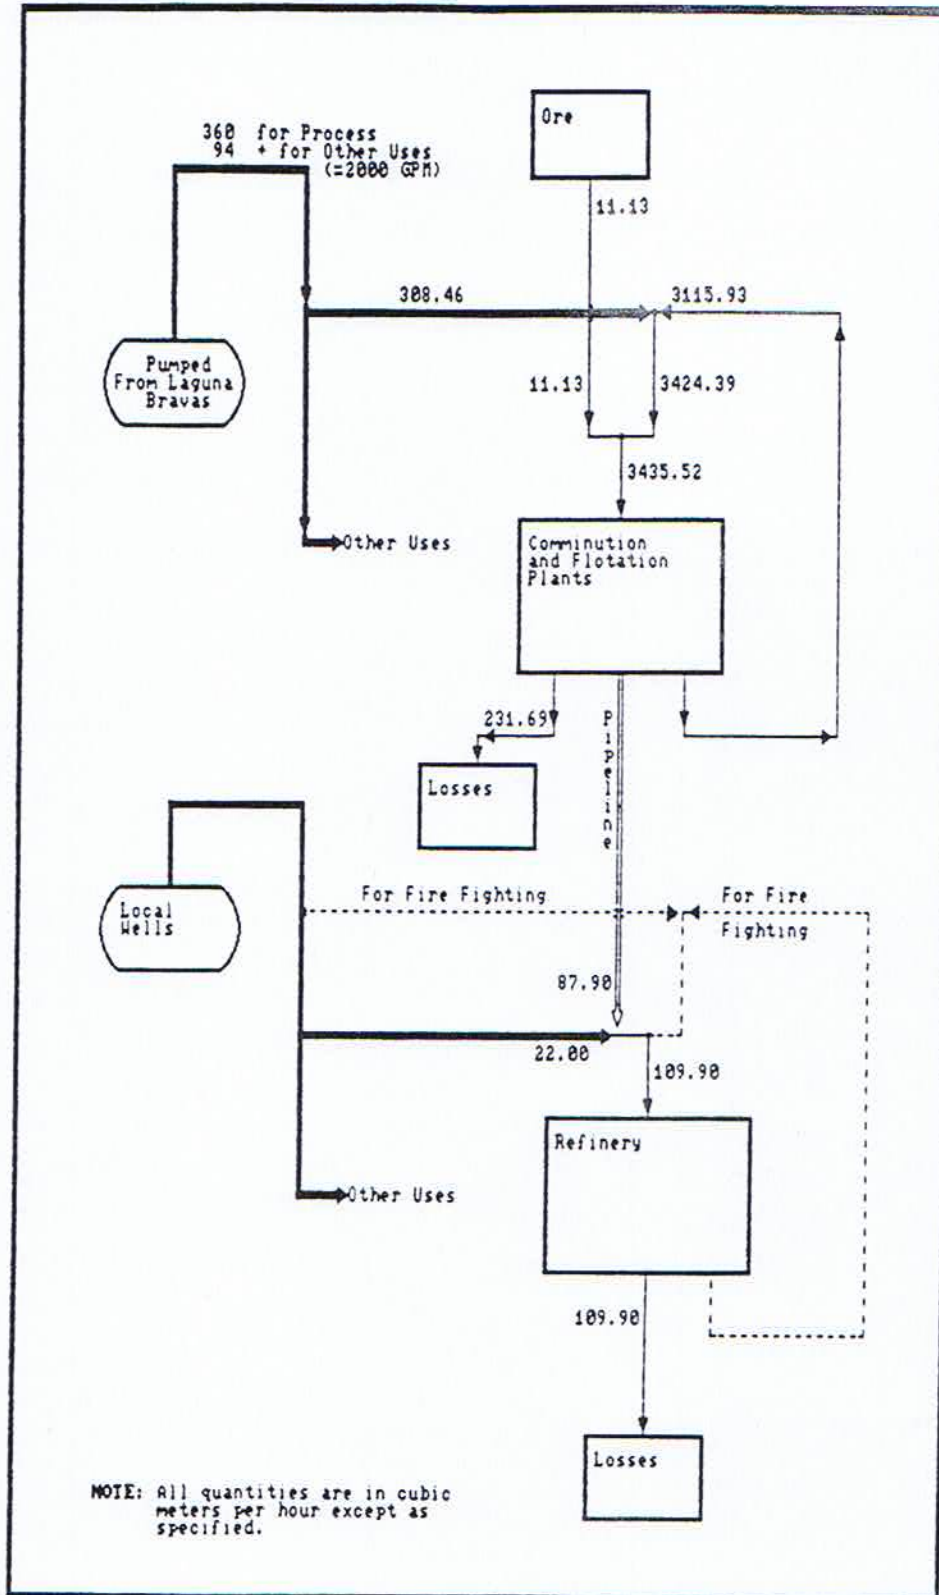 360 for Process
94 + for Other Uses
(=2000 GPM)
Ore
11.13
308.46
3115.93
Pumped
From Laguna
Bravas
11.13
3424.39
3435.52
Other Uses
Comminution
and Flotation
Plants
231.69
Pipeline
Losses
For Fire Fighting
For Fire
Fighting
Local
Wells
87.90
22.00
109.90
Refinery
Other Uses
109.90
Losses
NOTE: All quantities are in cubic
meters per hour except as
specified.